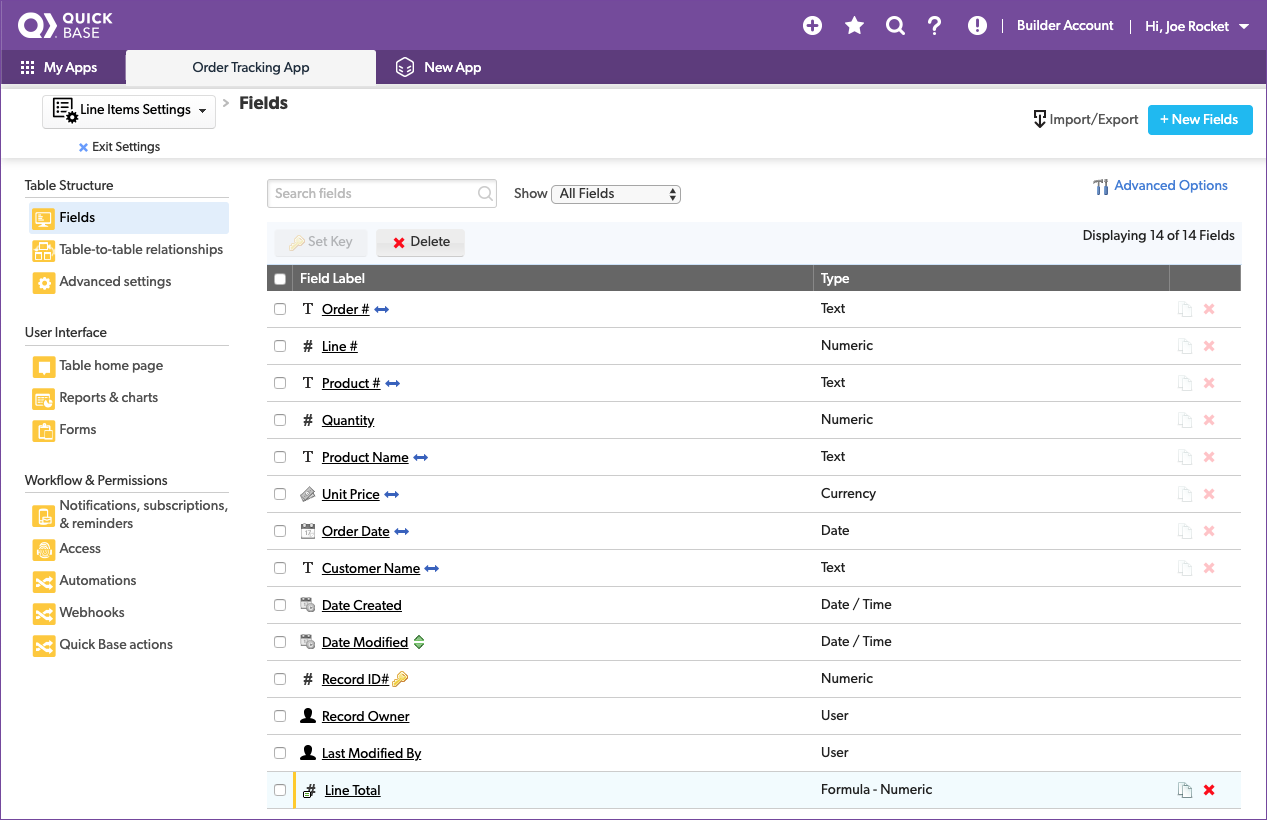 QUICK
BASE
Builder Account
Hi, Joe Rocket
My Apps
Order Tracking App
New App
Line Items Settings
> Fields
Exit Settings
Import/Export
+ New Fields
Table Structure
Fields
Table-to-table relationships
Advanced settings
User Interface
Table home page
Reports & charts
Forms
Workflow & Permissions
Notifications, subscriptions,
& reminders
Access
Automations
Webhooks
Quick Base actions
Search fields
Show All Fields
Advanced Options
Set Key
Delete
Displaying 14 of 14 Fields
Field Label Type
T Order # Text
# Line # Numeric
T Product # Text
# Quantity Numeric
T Product Name Text
Unit Price Currency
Order Date Date
T Customer Name Text
Date Created Date / Time
Date Modified Date / Time
# Record ID# Numeric
Record Owner User
Last Modified By User
# Line Total Formula - Numeric